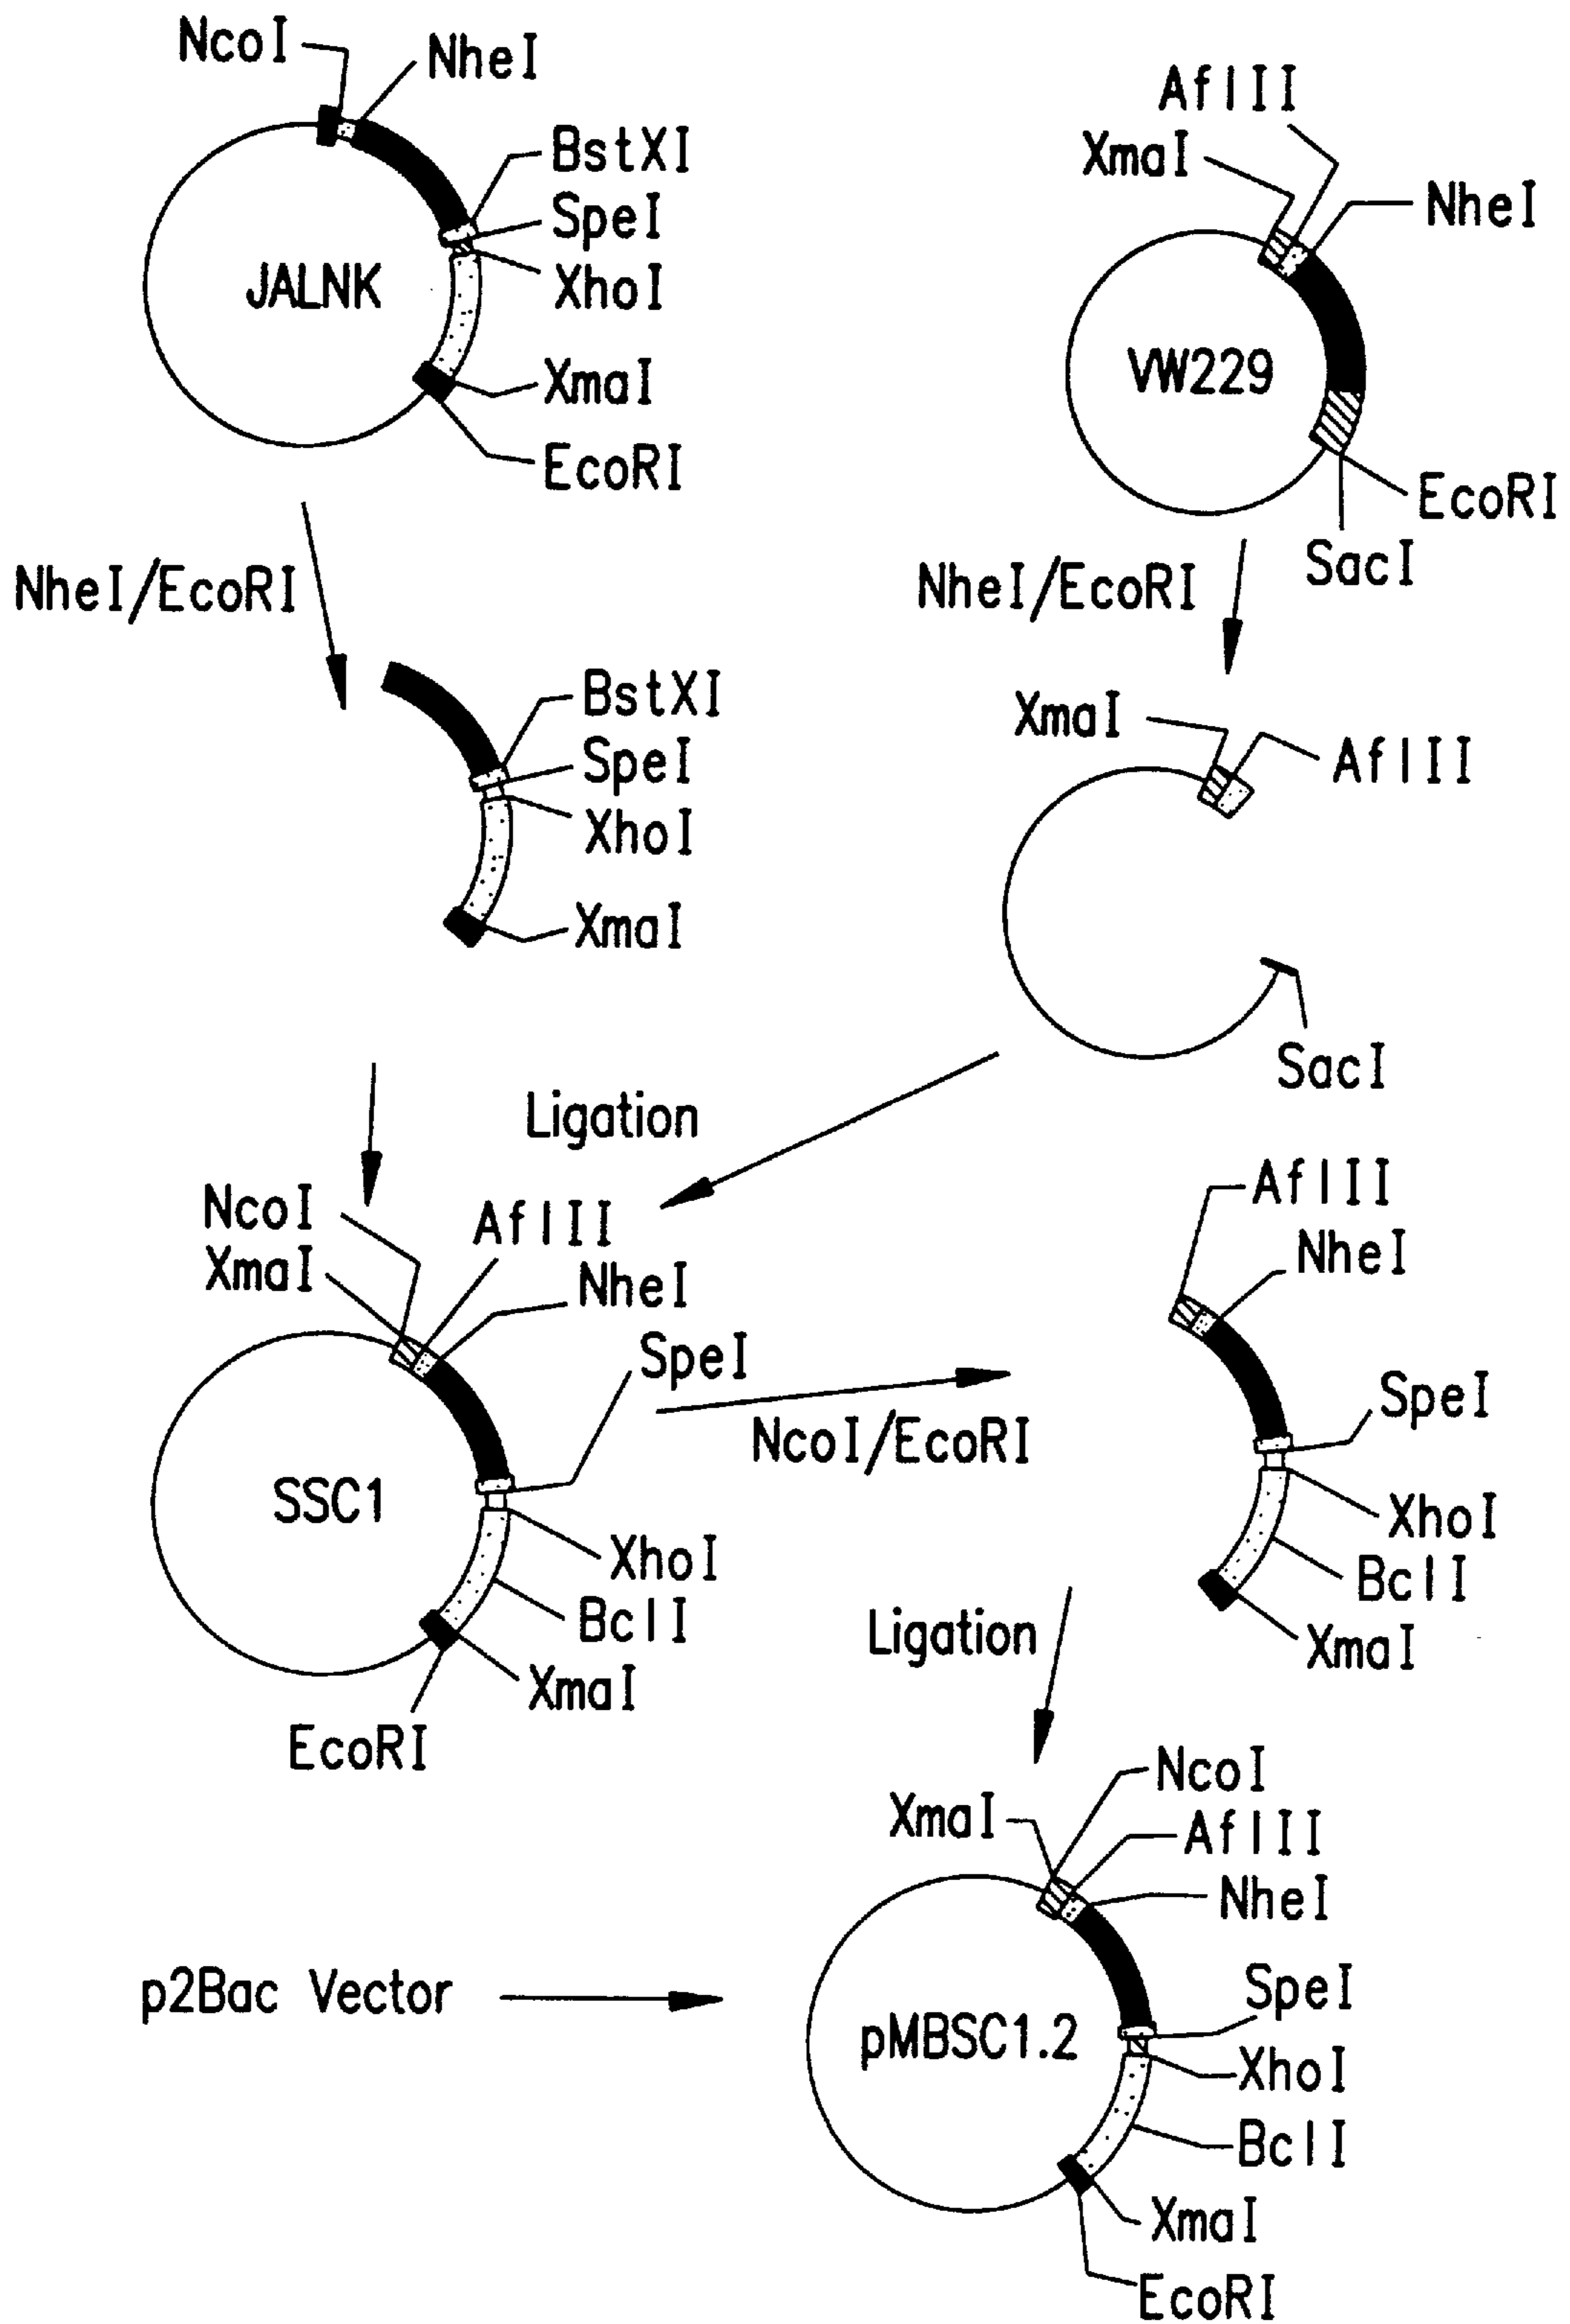 NcoI
NheI
BstXI
SpeI
XhoI
XmaI
EcoRI
JALNK
AflII
XmaI
NheI
VW229
EcoRI
SacI
NheI/EcoRI
NheI/EcoRI
BstXI
SpeI
XhoI
XmaI
XmaI
AflII
SacI
Ligation
NcoI
XmaI
AflII
NheI
SpeI
SSC1
XhoI
BclI
XmaI
EcoRI
NcoI/EcoRI
AflII
NheI
SpeI
XhoI
BclI
XmaI
Ligation
p2Bac Vector
XmaI
NcoI
AflII
NheI
SpeI
pMBSC1.2
XhoI
BclI
XmaI
EcoRI